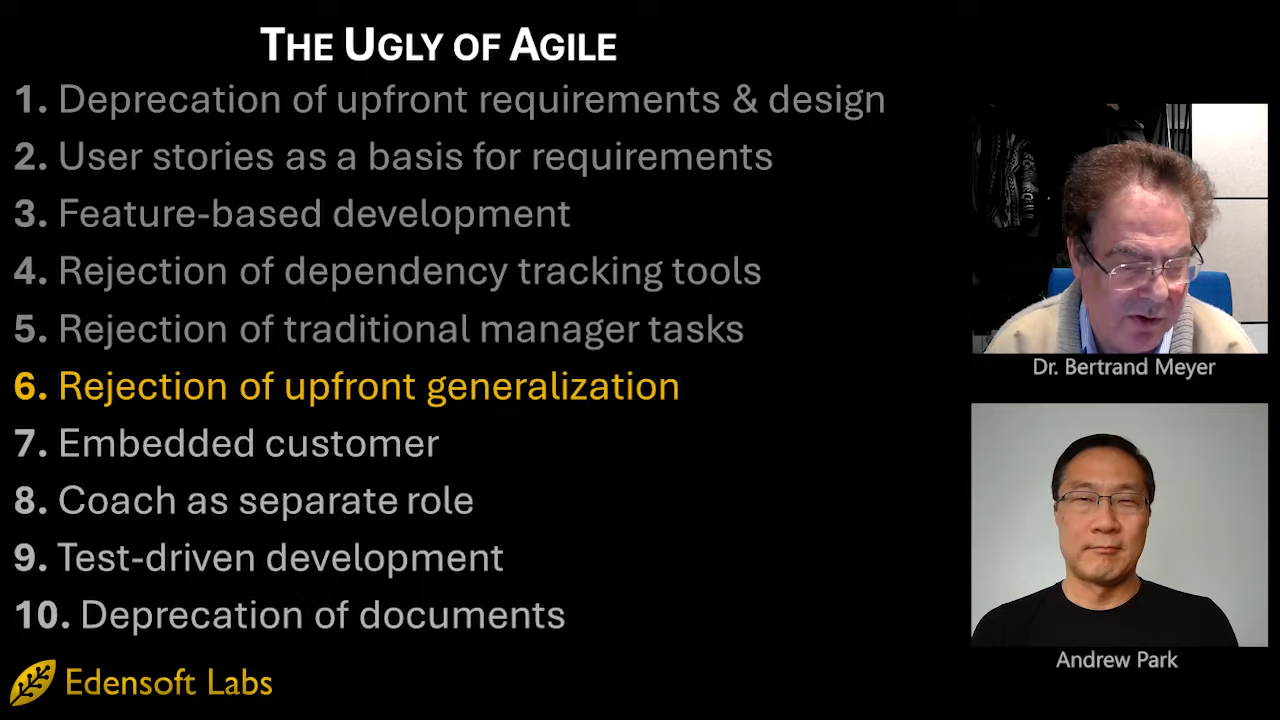 THE UGLY OF AGILE
1. Deprecation of upfront requirements & design
2. User stories as a basis for requirements
3. Feature-based development
4. Rejection of dependency tracking tools
5. Rejection of traditional manager tasks
6. Rejection of upfront generalization
7. Embedded customer
8. Coach as separate role
9. Test-driven development
10. Deprecation of documents
Edensoft Labs
Dr. Bertrand Meyer
Andrew Park